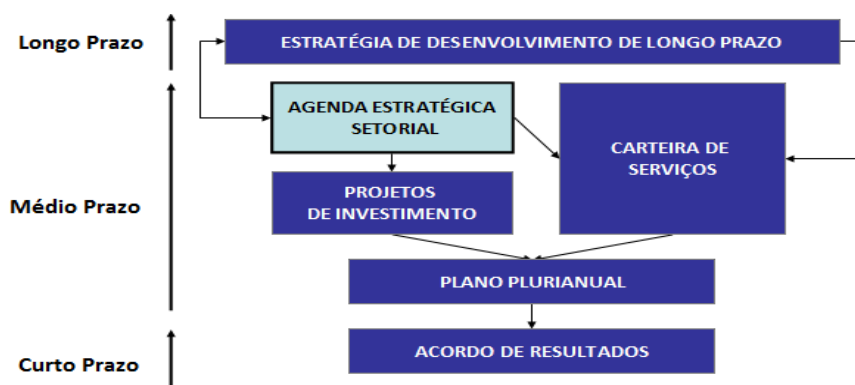 Longo Prazo
ESTRATÉGIA DE DESENVOLVIMENTO DE LONGO PRAZO
AGENDA ESTRATÉGICA
SETORIAL
CARTEIRA DE
SERVIÇOS
Médio Prazo
PROJETOS
DE INVESTIMENTO
PLANO PLURIANUAL
Curto Prazo
ACORDO DE RESULTADOS